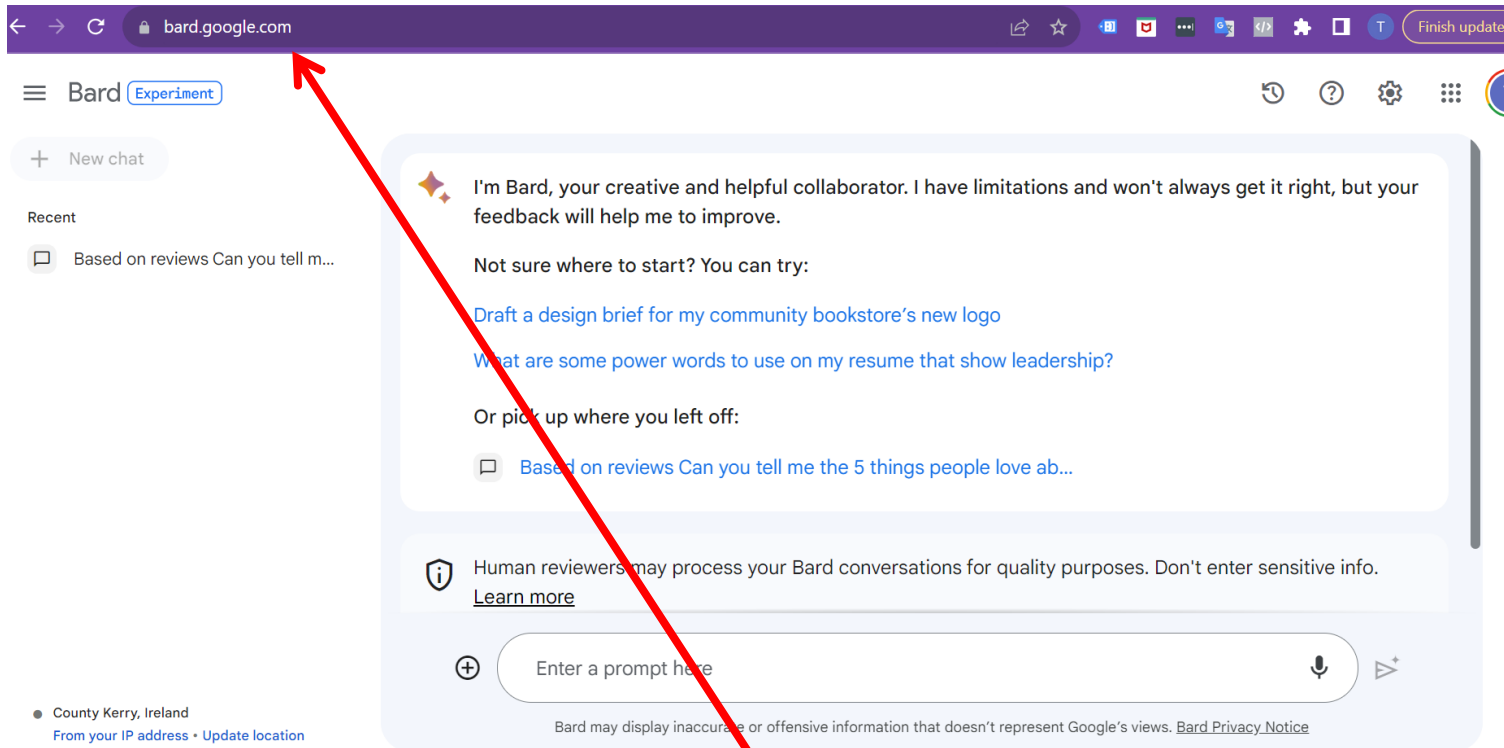 bard.google.com
T
Finish update
Bard Experiment
New chat
Recent
Based on reviews Can you tell m...
I'm Bard, your creative and helpful collaborator. I have limitations and won't always get it right, but your
feedback will help me to improve.
Not sure where to start? You can try:
Draft a design brief for my community bookstore's new logo
What are some power words to use on my resume that show leadership?
Or pick up where you left off:
Based on reviews Can you tell me the 5 things people love ab...
Human reviewers may process your Bard conversations for quality purposes. Don't enter sensitive info.
Learn more
Enter a prompt here
Bard may display inaccurate or offensive information that doesn't represent Google's views. Bard Privacy Notice
County Kerry, Ireland
From your IP address • Update location